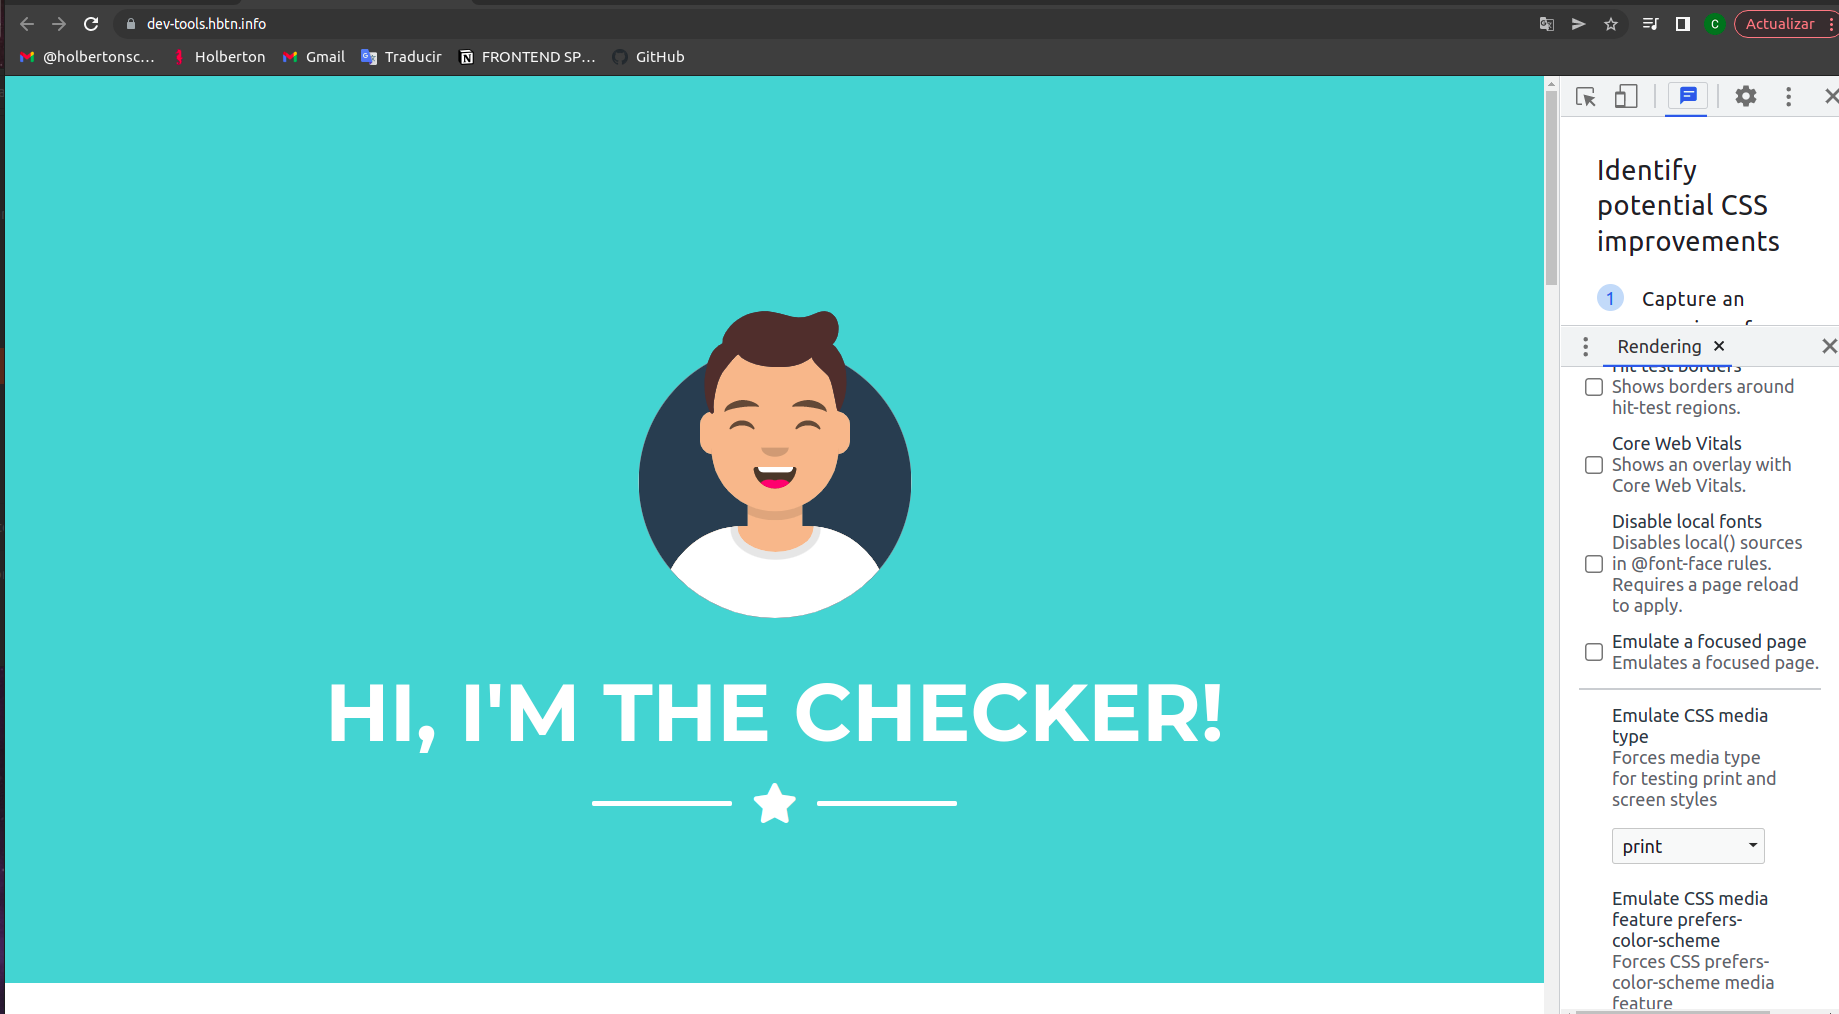 dev-tools.hbtn.info
C
Actualizar
@holbertonsc...
Holberton
Gmail
Traducir
FRONTEND SP...
GitHub
HI, I'M THE CHECKER!
Identify
potential CSS
improvements
1
Capture an
Rendering
Hit-test borders
Shows borders around
hit-test regions.
Core Web Vitals
Shows an overlay with
Core Web Vitals.
Disable local fonts
Disables local() sources
in @font-face rules.
Requires a page reload
to apply.
Emulate a focused page
Emulates a focused page.
Emulate CSS media
type
Forces media type
for testing print and
screen styles
print
Emulate CSS media
feature prefers-
color-scheme
Forces CSS prefers-
color-scheme media
feature